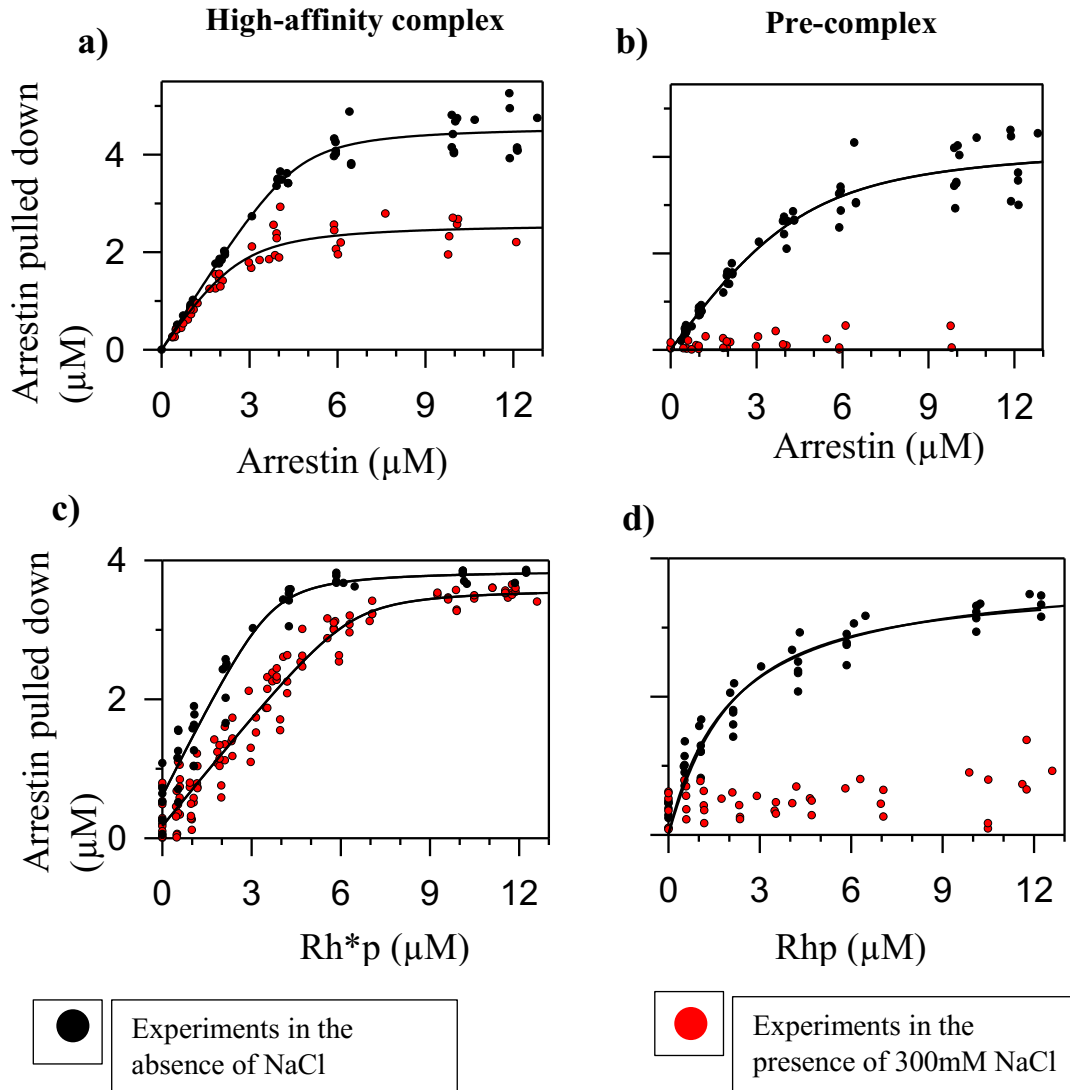 High-affinity complex
Pre-complex
a)
b)
Arrestin pulled down
(μM)
4
2
0
0 3 6 9 12
0 3 6 9 12
Arrestin (μM)
Arrestin (μM)
c)
d)
Arrestin pulled down
(μM)
4
2
0
0 3 6 9 12
0 3 6 9 12
Rh*p (μM)
Rhp (μM)
Experiments in the
absence of NaCl
Experiments in the
presence of 300mM NaCl